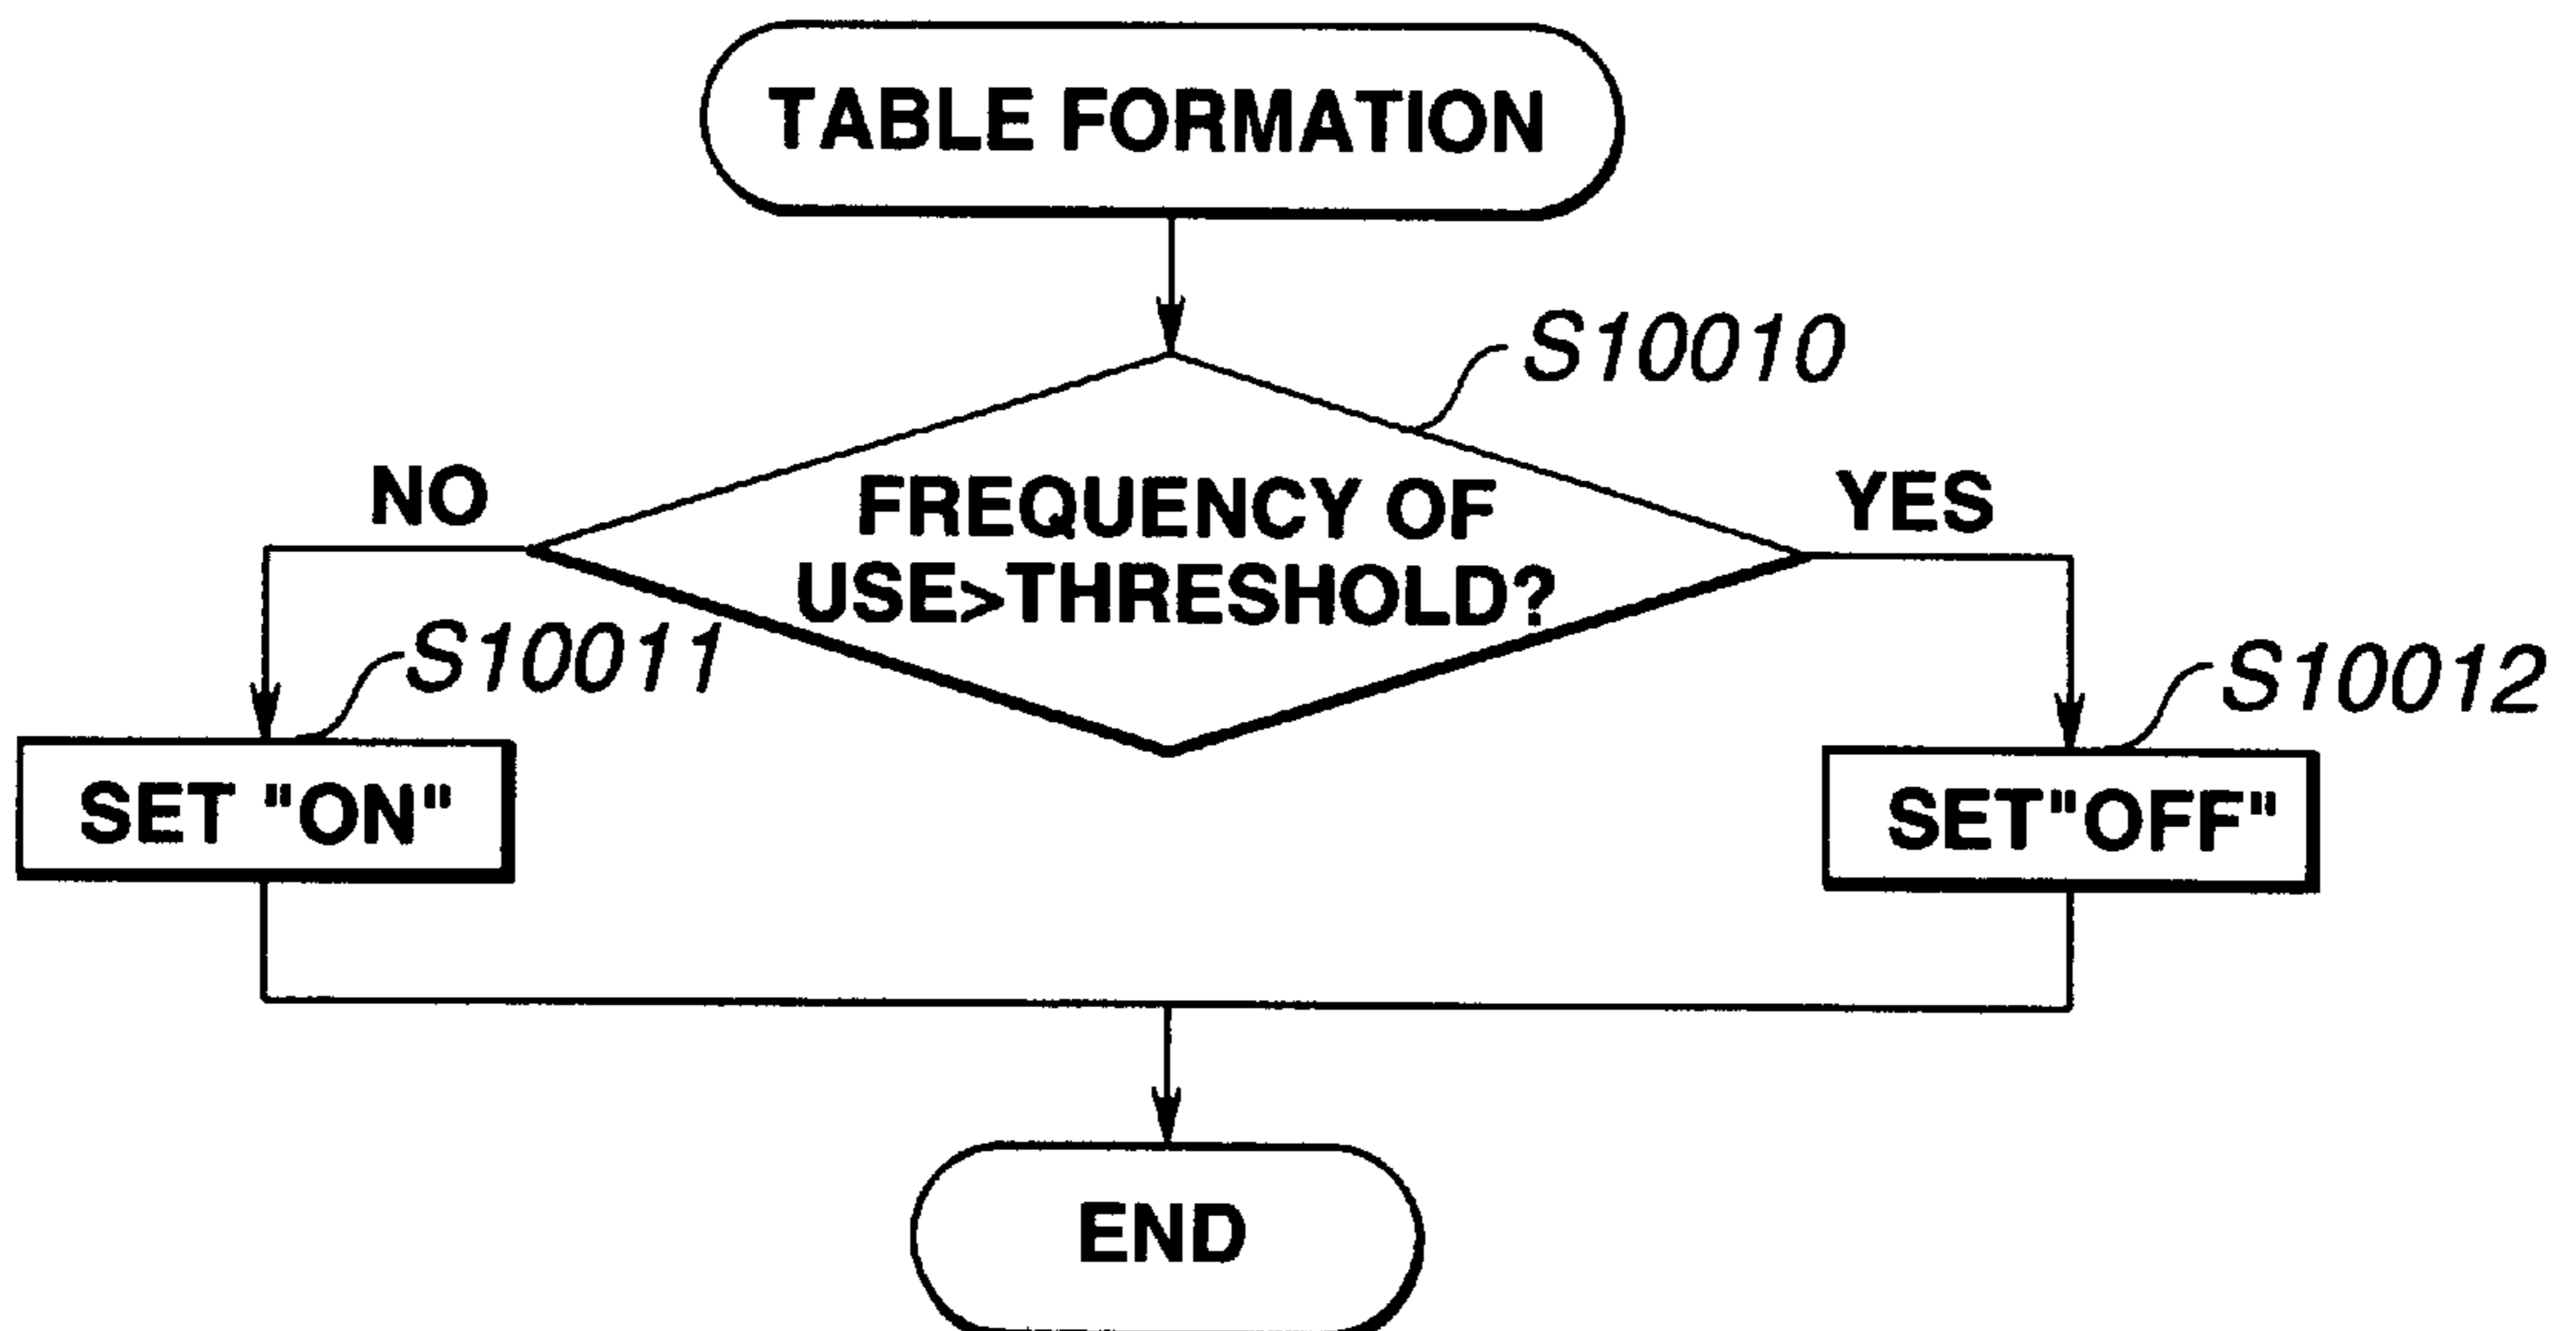 TABLE FORMATION
S10010
NO
FREQUENCY OF
USE>THRESHOLD?
YES
S10011
S10012
SET "ON"
SET"OFF"
END